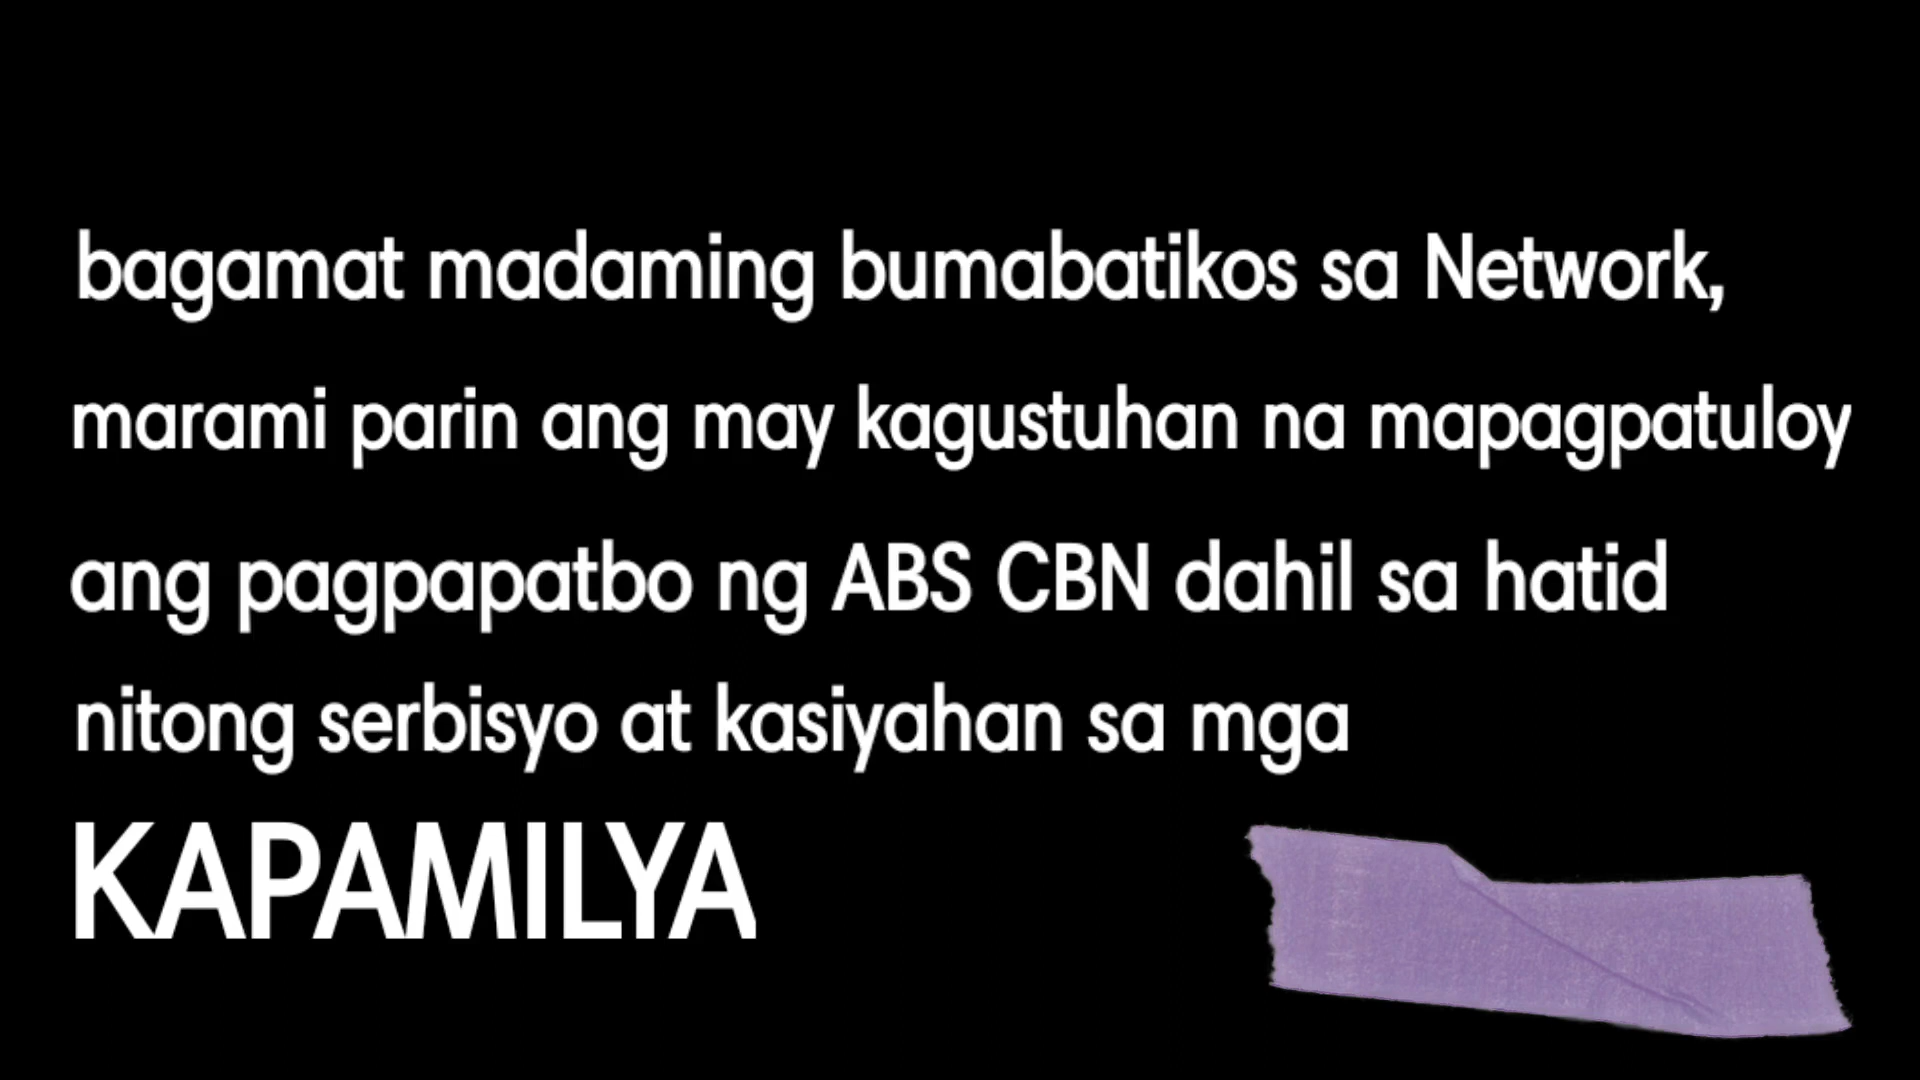 bagamat madaming bumabatikos sa Network,
marami parin ang may kagustuhan na mapagpatuloy
ang pagpapatbo ng ABS CBN dahil sa hatid
nitong serbisyo at kasiyahan sa mga
KAPAMILYA